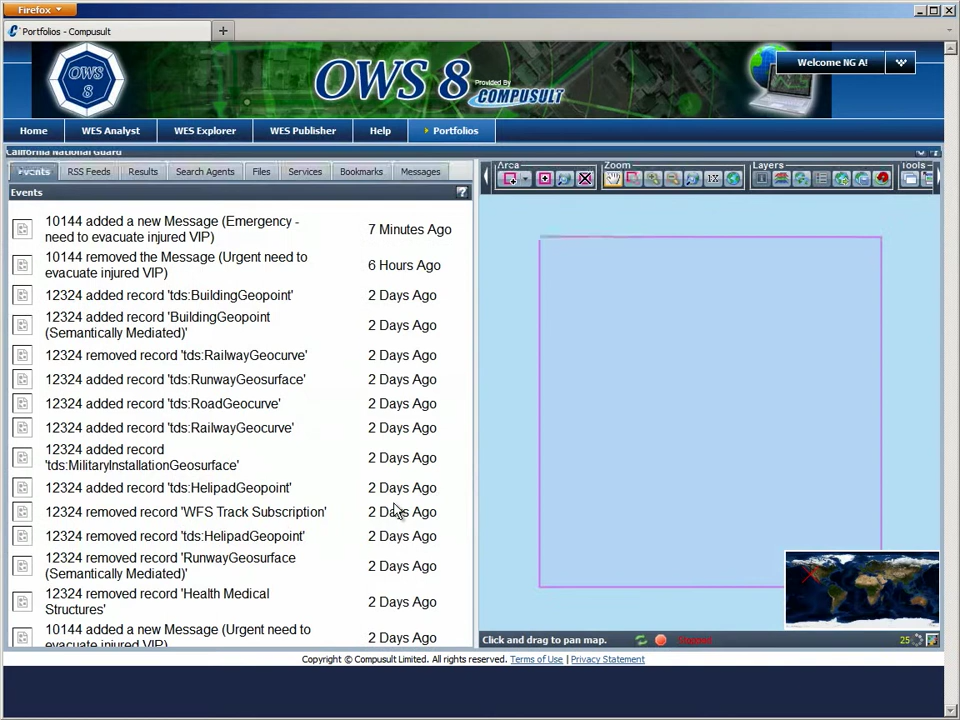 Firefox
Portfolios - Compusult
OWS 8
OWS 8
Provided By
COMPUSULT
Welcome NG A!
Home
WES Analyst
WES Explorer
WES Publisher
Help
Portfolios
California National Guard
Events
RSS Feeds
Results
Search Agents
Files
Services
Bookmarks
Messages
Area
Zoom
Layers
Tools
1X
Events
10144 added a new Message (Emergency -
need to evacuate injured VIP)
7 Minutes Ago
10144 removed the Message (Urgent need to
evacuate injured VIP)
6 Hours Ago
12324 added record 'tds:BuildingGeopoint'
2 Days Ago
12324 added record 'BuildingGeopoint
(Semantically Mediated)'
2 Days Ago
12324 removed record 'tds:RailwayGeocurve'
2 Days Ago
12324 added record 'tds:RunwayGeosurface'
2 Days Ago
12324 added record 'tds:RoadGeocurve'
2 Days Ago
12324 added record 'tds:RailwayGeocurve'
2 Days Ago
12324 added record
'tds:MilitaryInstallationGeosurface'
2 Days Ago
12324 added record 'tds:HelipadGeopoint'
2 Days Ago
12324 removed record 'WFS Track Subscription'
2 Days Ago
12324 removed record 'tds:HelipadGeopoint'
2 Days Ago
12324 removed record 'RunwayGeosurface
(Semantically Mediated)'
2 Days Ago
12324 removed record 'Health Medical
Structures'
2 Days Ago
10144 added a new Message (Urgent need to
evacuate injured VIP)
2 Days Ago
Click and drag to pan map.
Stopped
25
Copyright © Compusult Limited. All rights reserved. Terms of Use | Privacy Statement